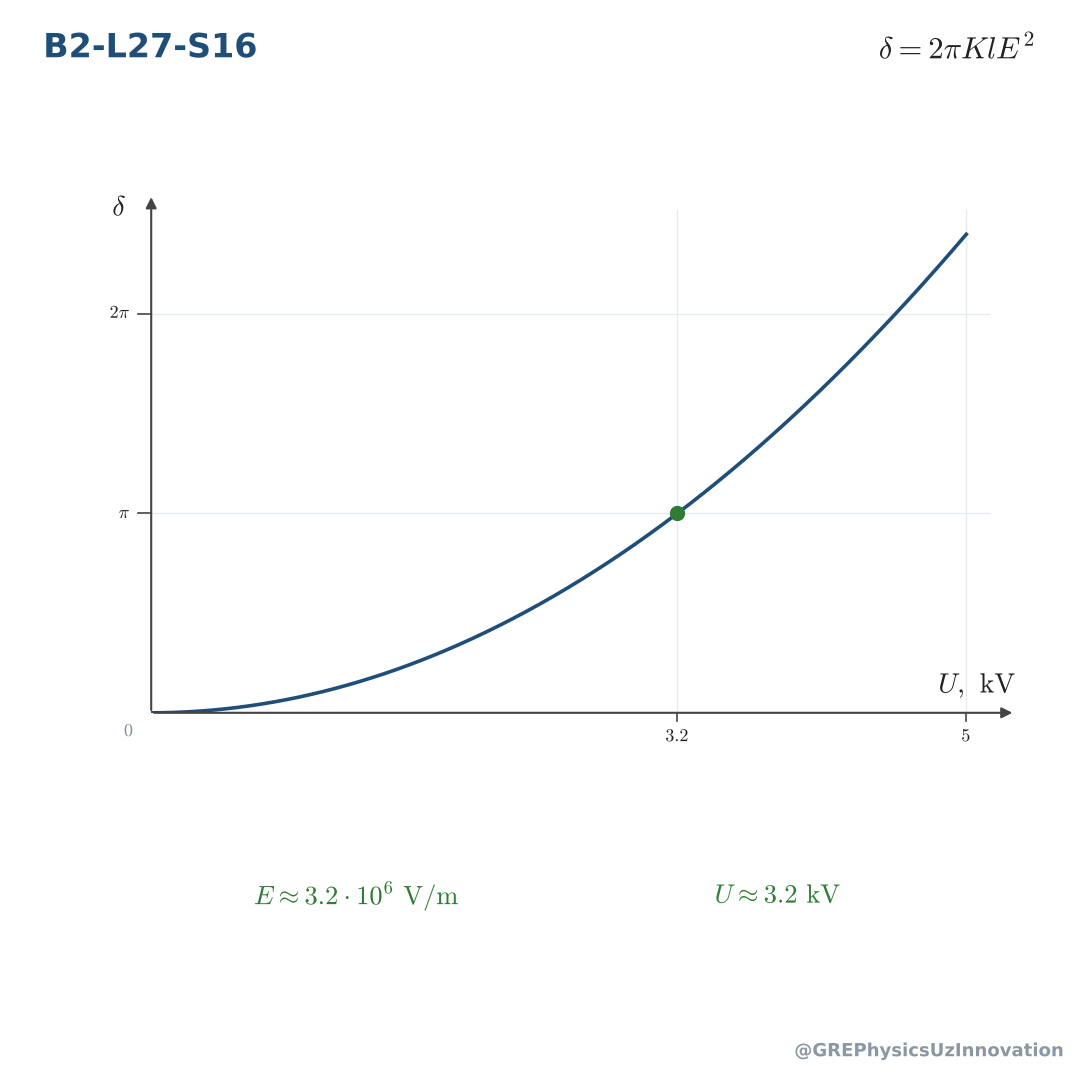 B2-L27-S16
δ = 2πKlE²
δ
2π
π
U, kV
0
3.2
5
E ≈ 3.2 · 10⁶ V/m
U ≈ 3.2 kV
@GREPhysicsUzInnovation